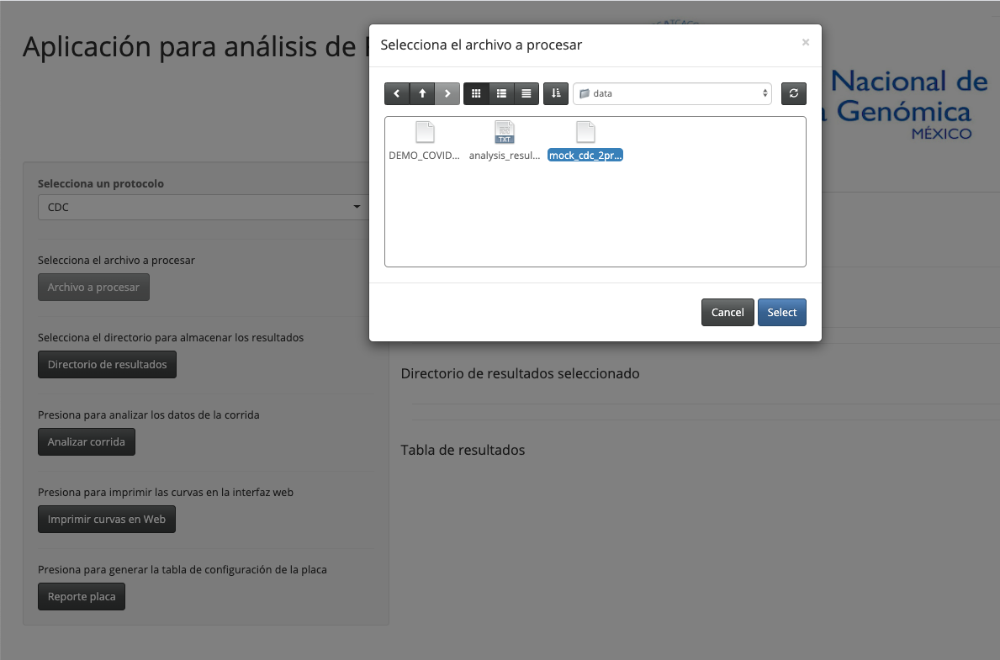 Aplicación para análisis de
Nacional de
Genómica
MÉXICO
Selecciona el archivo a procesar
×
data
DEMO_COVID...
analysis_resul...
TXT
mock_cdc_2pr...
Cancel
Select
Selecciona un protocolo
CDC
Selecciona el archivo a procesar
Archivo a procesar
Selecciona el directorio para almacenar los resultados
Directorio de resultados
Presiona para analizar los datos de la corrida
Analizar corrida
Presiona para imprimir las curvas en la interfaz web
Imprimir curvas en Web
Presiona para generar la tabla de configuración de la placa
Reporte placa
Directorio de resultados seleccionado
Tabla de resultados